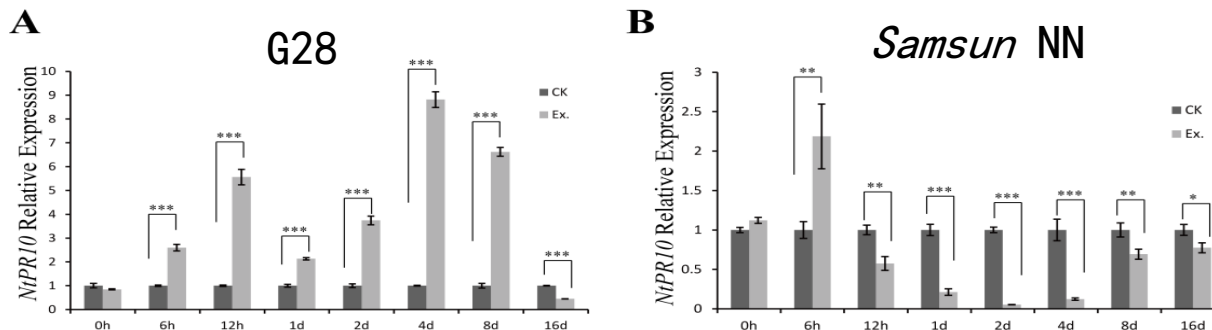 A
G28
NtPR10 Relative Expression
10
9
8
7
6
5
4
3
2
1
0
***
***
***
***
***
***
***
CK
Ex.
0h 6h 12h 1d 2d 4d 8d 16d
B
Samsun NN
NtPR10 Relative Expression
3
2.5
2
1.5
1
0.5
0
**
**
***
***
***
**
*
CK
Ex.
0h 6h 12h 1d 2d 4d 8d 16d